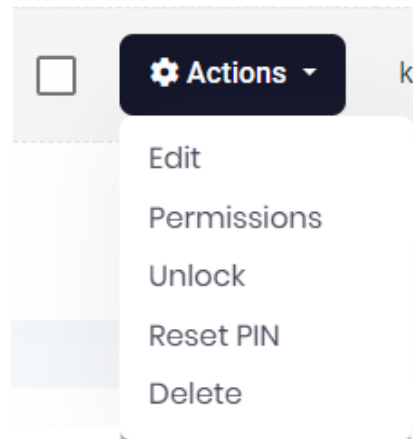 Actions k
Edit
Permissions
Unlock
Reset PIN
Delete